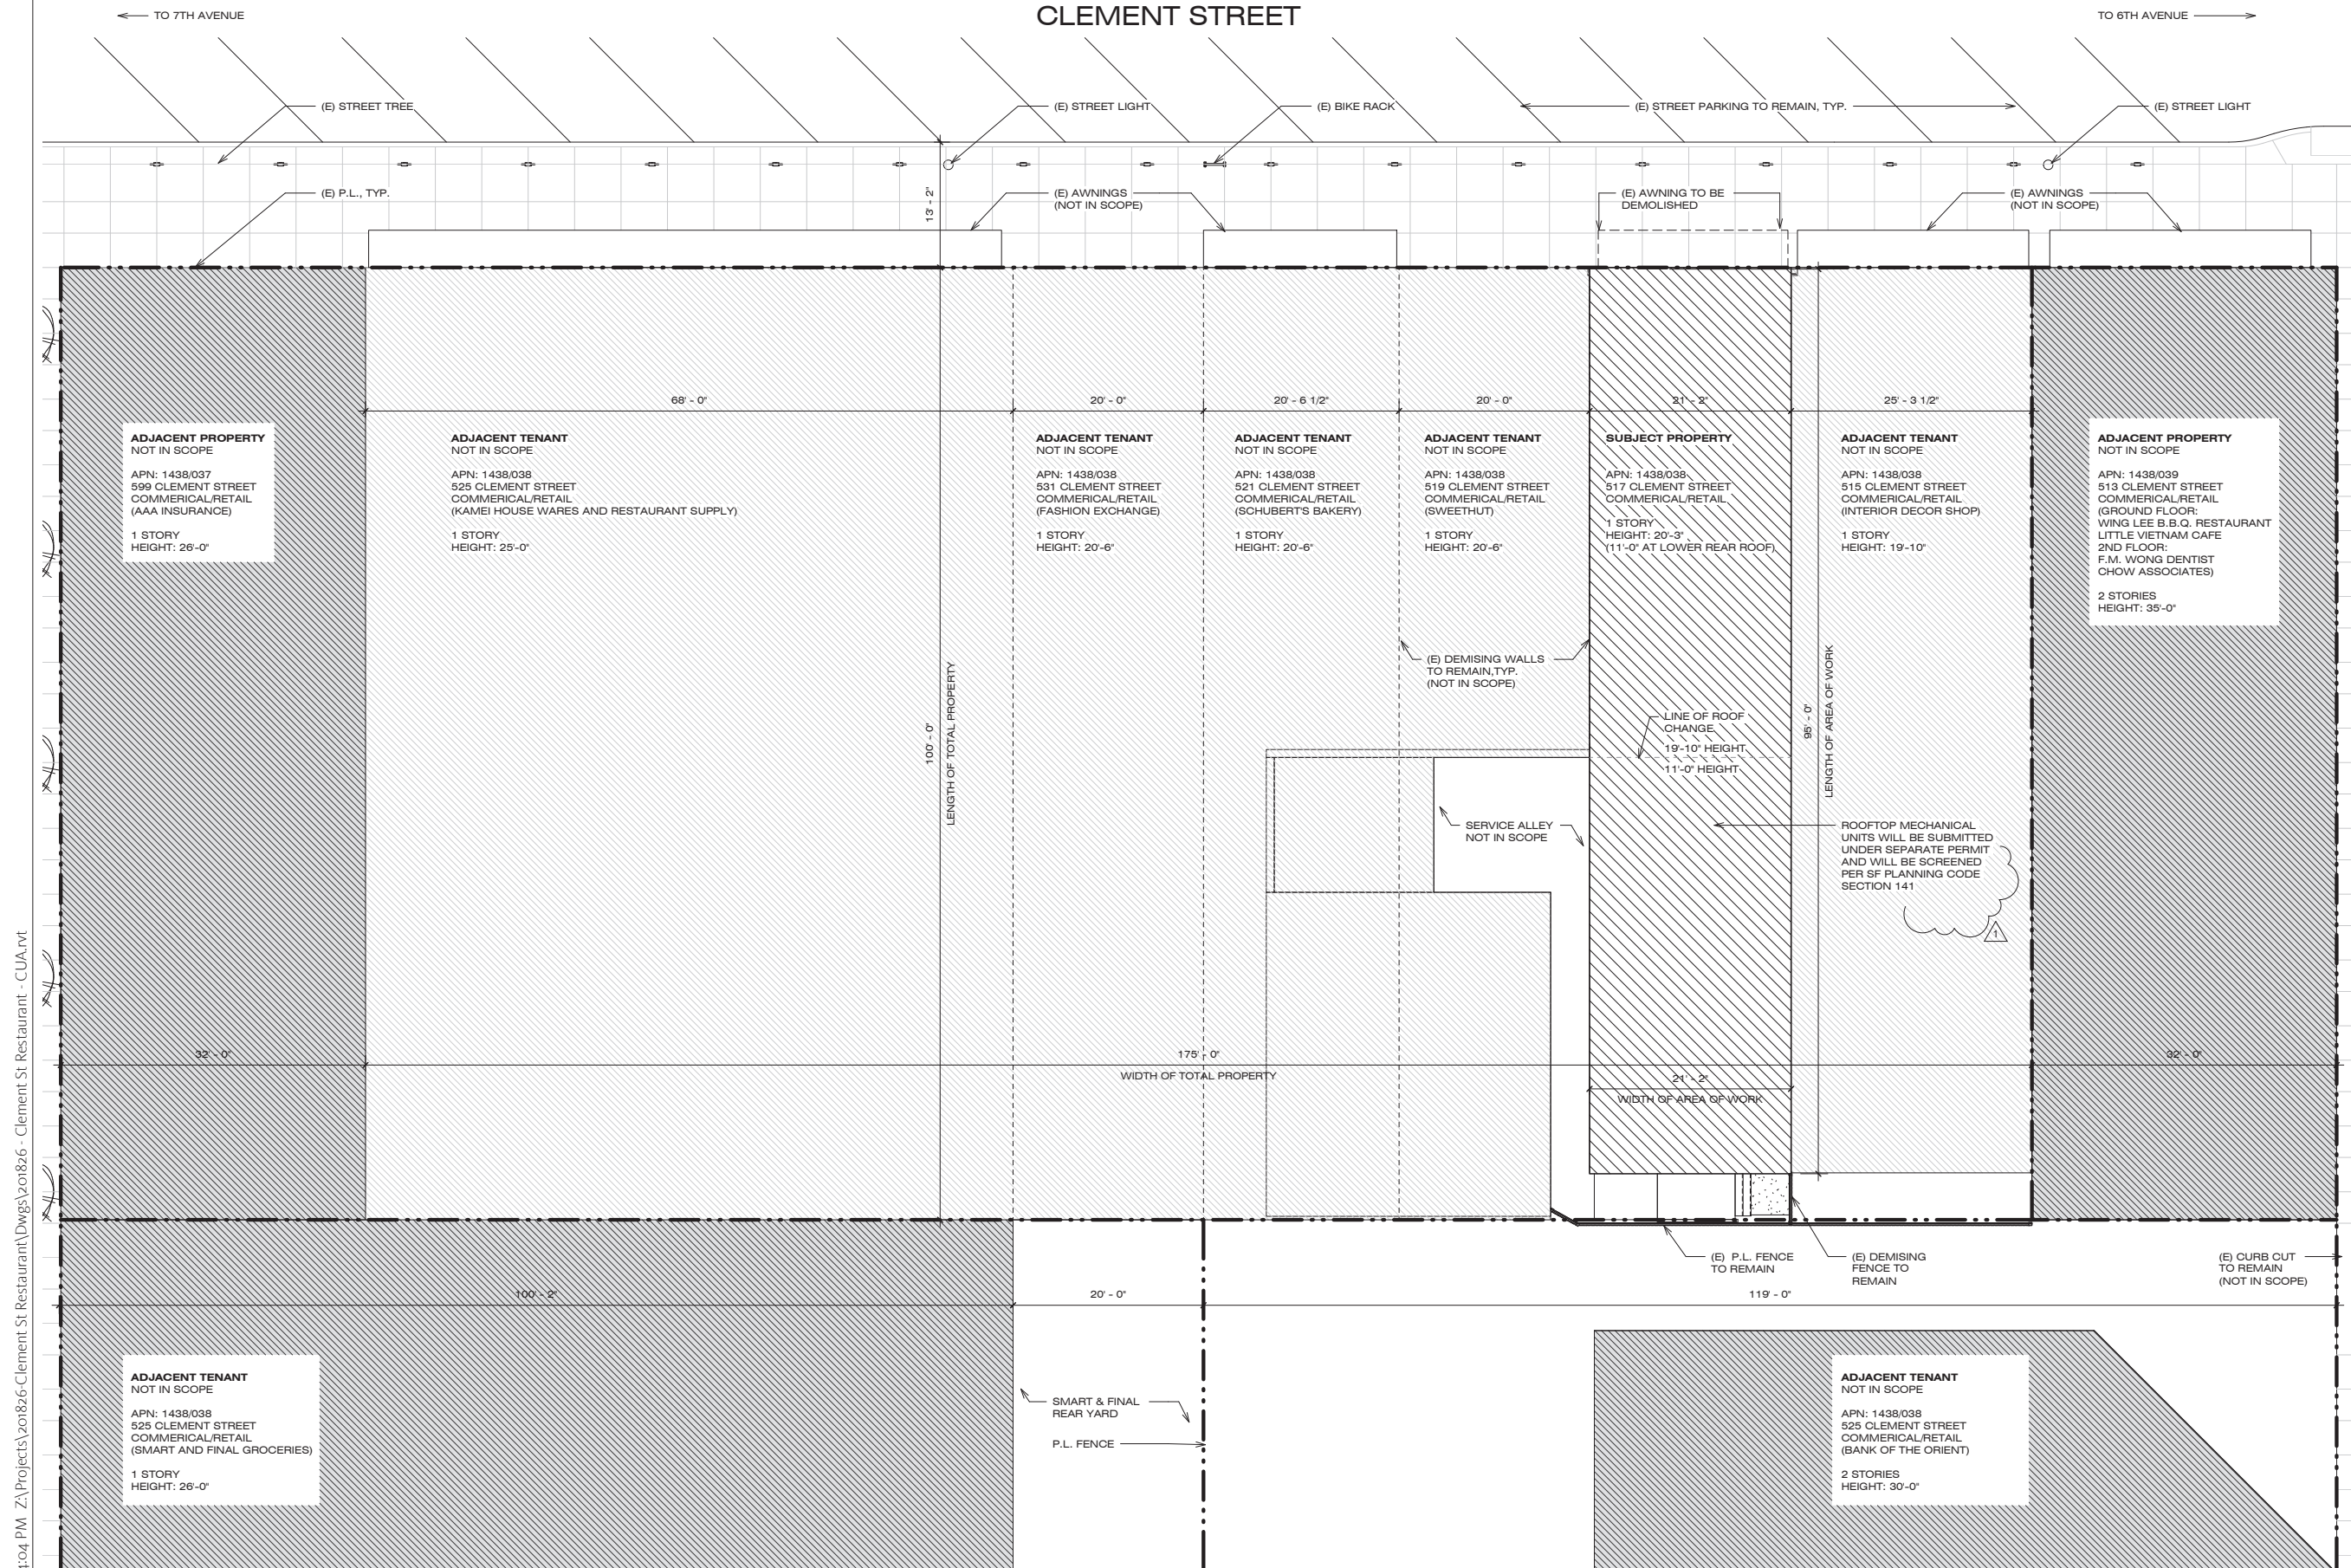 CLEMENT STREET
TO 7TH AVENUE
TO 6TH AVENUE
(E) STREET TREE
(E) STREET LIGHT
(E) BIKE RACK
(E) STREET PARKING TO REMAIN, TYP.
(E) STREET LIGHT
(E) P.L., TYP.
13' - 2"
(E) AWNINGS
(NOT IN SCOPE)
(E) AWNING TO BE
DEMOLISHED
(E) AWNINGS
(NOT IN SCOPE)
68' - 0"
20' - 0"
20' - 6 1/2"
20' - 0"
21' - 2"
25' - 3 1/2"
ADJACENT PROPERTY
NOT IN SCOPE
APN: 1438/037
599 CLEMENT STREET
COMMERICAL/RETAIL
(AAA INSURANCE)
1 STORY
HEIGHT: 26'-0"
ADJACENT TENANT
NOT IN SCOPE
APN: 1438/038
525 CLEMENT STREET
COMMERICAL/RETAIL
(KAMEI HOUSE WARES AND RESTAURANT SUPPLY)
1 STORY
HEIGHT: 25'-0"
ADJACENT TENANT
NOT IN SCOPE
APN: 1438/038
531 CLEMENT STREET
COMMERICAL/RETAIL
(FASHION EXCHANGE)
1 STORY
HEIGHT: 20'-6"
ADJACENT TENANT
NOT IN SCOPE
APN: 1438/038
521 CLEMENT STREET
COMMERICAL/RETAIL
(SCHUBERT'S BAKERY)
1 STORY
HEIGHT: 20'-6"
ADJACENT TENANT
NOT IN SCOPE
APN: 1438/038
519 CLEMENT STREET
COMMERICAL/RETAIL
(SWEETHUT)
1 STORY
HEIGHT: 20'-6"
SUBJECT PROPERTY
APN: 1438/038
517 CLEMENT STREET
COMMERICAL/RETAIL
1 STORY
HEIGHT: 20'-3"
(11'-0" AT LOWER REAR ROOF)
ADJACENT TENANT
NOT IN SCOPE
APN: 1438/038
515 CLEMENT STREET
COMMERICAL/RETAIL
(INTERIOR DECOR SHOP)
1 STORY
HEIGHT: 19'-10"
ADJACENT PROPERTY
NOT IN SCOPE
APN: 1438/039
513 CLEMENT STREET
COMMERICAL/RETAIL
(GROUND FLOOR:
WING LEE B.B.Q. RESTAURANT
LITTLE VIETNAM CAFE
2ND FLOOR:
F.M. WONG DENTIST
CHOW ASSOCIATES)
2 STORIES
HEIGHT: 35'-0"
(E) DEMISING WALLS
TO REMAIN,TYP.
(NOT IN SCOPE)
100' - 0"
LENGTH OF TOTAL PROPERTY
LINE OF ROOF
CHANGE
19'-10" HEIGHT
11'-0" HEIGHT
95' - 0"
LENGTH OF AREA OF WORK
SERVICE ALLEY
NOT IN SCOPE
ROOFTOP MECHANICAL
UNITS WILL BE SUBMITTED
UNDER SEPARATE PERMIT
AND WILL BE SCREENED
PER SF PLANNING CODE
SECTION 141
1
32' - 0"
175' - 0"
WIDTH OF TOTAL PROPERTY
32' - 0"
21' - 2"
WIDTH OF AREA OF WORK
(E) P.L. FENCE
TO REMAIN
(E) DEMISING
FENCE TO
REMAIN
(E) CURB CUT
TO REMAIN
(NOT IN SCOPE)
100' - 2"
20' - 0"
119' - 0"
ADJACENT TENANT
NOT IN SCOPE
APN: 1438/038
525 CLEMENT STREET
COMMERICAL/RETAIL
(SMART AND FINAL GROCERIES)
1 STORY
HEIGHT: 26'-0"
SMART & FINAL
REAR YARD
P.L. FENCE
ADJACENT TENANT
NOT IN SCOPE
APN: 1438/038
525 CLEMENT STREET
COMMERICAL/RETAIL
(BANK OF THE ORIENT)
2 STORIES
HEIGHT: 30'-0"
:04 PM Z:\Projects\201826-Clement St Restaurant\Dwgs\201826 - Clement St Restaurant - CUA.rvt